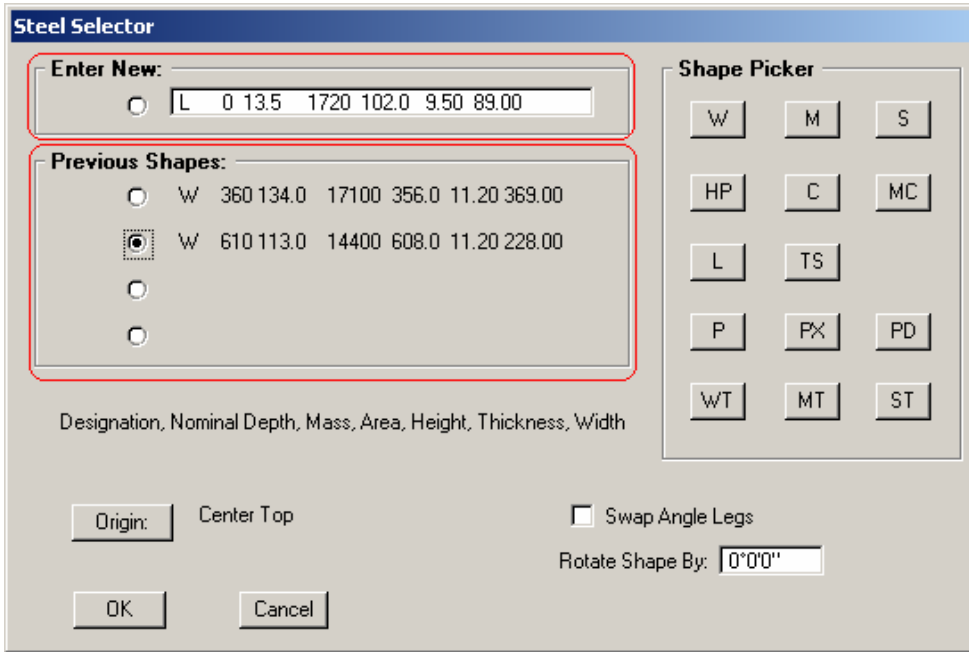 Steel Selector
Enter New:
L 0 13.5 1720 102.0 9.50 89.00
Previous Shapes:
W 360 134.0 17100 356.0 11.20 369.00
W 610 113.0 14400 608.0 11.20 228.00
Designation, Nominal Depth, Mass, Area, Height, Thickness, Width
Shape Picker
W M S
HP C MC
L TS
P PX PD
WT MT ST
Origin: Center Top
Swap Angle Legs
Rotate Shape By: 0°0'0"
OK Cancel